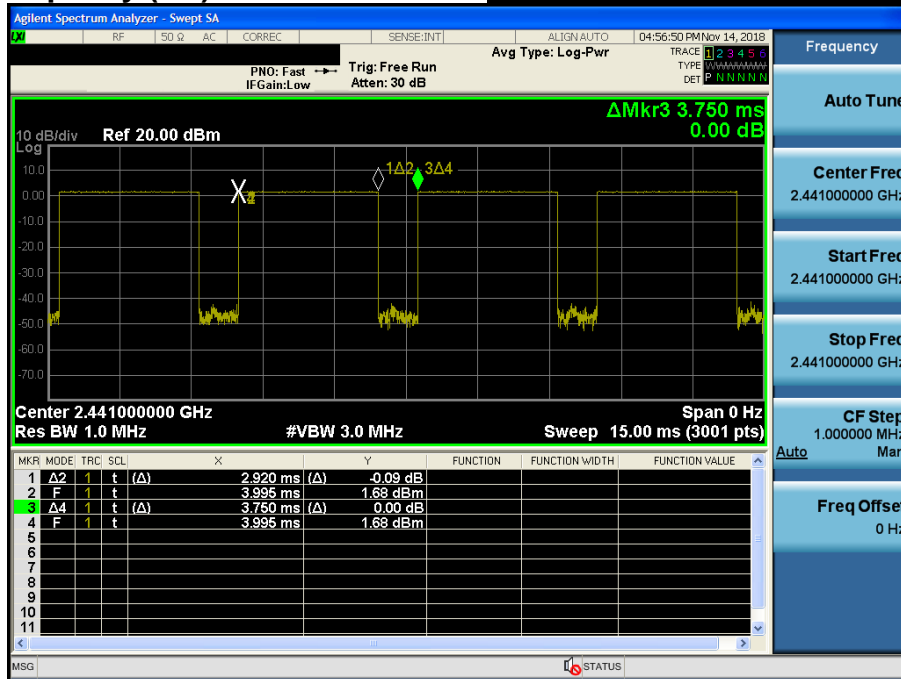 Agilent Spectrum Analyzer - Swept SA
LXI RF 50 Ω AC CORREC SENSE:INT ALIGN AUTO 04:56:50 PM Nov 14, 2018
Avg Type: Log-Pwr
TRACE 1 2 3 4 5 6
PNO: Fast Trig: Free Run
TYPE WWWWWW
IFGain:Low Atten: 30 dB
DET P N N N N N
ΔMkr3 3.750 ms
0.00 dB
10 dB/div Ref 20.00 dBm
Log
1Δ2 3Δ4
10.0
0.00
-10.0
-20.0
-30.0
-40.0
-50.0
-60.0
-70.0
Center 2.441000000 GHz Span 0 Hz
Res BW 1.0 MHz #VBW 3.0 MHz Sweep 15.00 ms (3001 pts)
MKR MODE TRC SCL X Y FUNCTION FUNCTION WIDTH FUNCTION VALUE
1 Δ2 1 t (Δ) 2.920 ms (Δ) -0.09 dB
2 F 1 t 3.995 ms 1.68 dBm
3 Δ4 1 t (Δ) 3.750 ms (Δ) 0.00 dB
4 F 1 t 3.995 ms 1.68 dBm
5
6
7
8
9
10
11
MSG STATUS
Frequency
Auto Tune
Center Freq
2.441000000 GHz
Start Freq
2.441000000 GHz
Stop Freq
2.441000000 GHz
CF Step
1.000000 MHz
Auto Man
Freq Offset
0 Hz